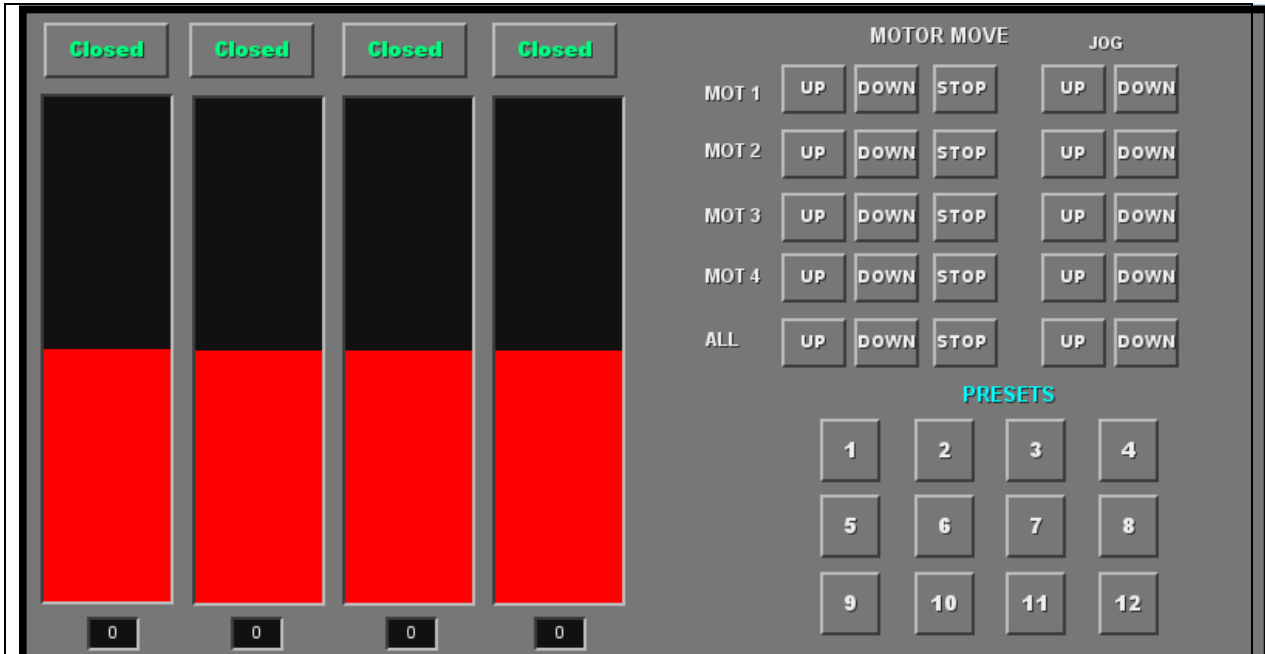 Closed Closed Closed Closed
MOTOR MOVE JOG
MOT 1 UP DOWN STOP UP DOWN
MOT 2 UP DOWN STOP UP DOWN
MOT 3 UP DOWN STOP UP DOWN
MOT 4 UP DOWN STOP UP DOWN
ALL UP DOWN STOP UP DOWN
PRESETS
1 2 3 4
5 6 7 8
9 10 11 12
0 0 0 0